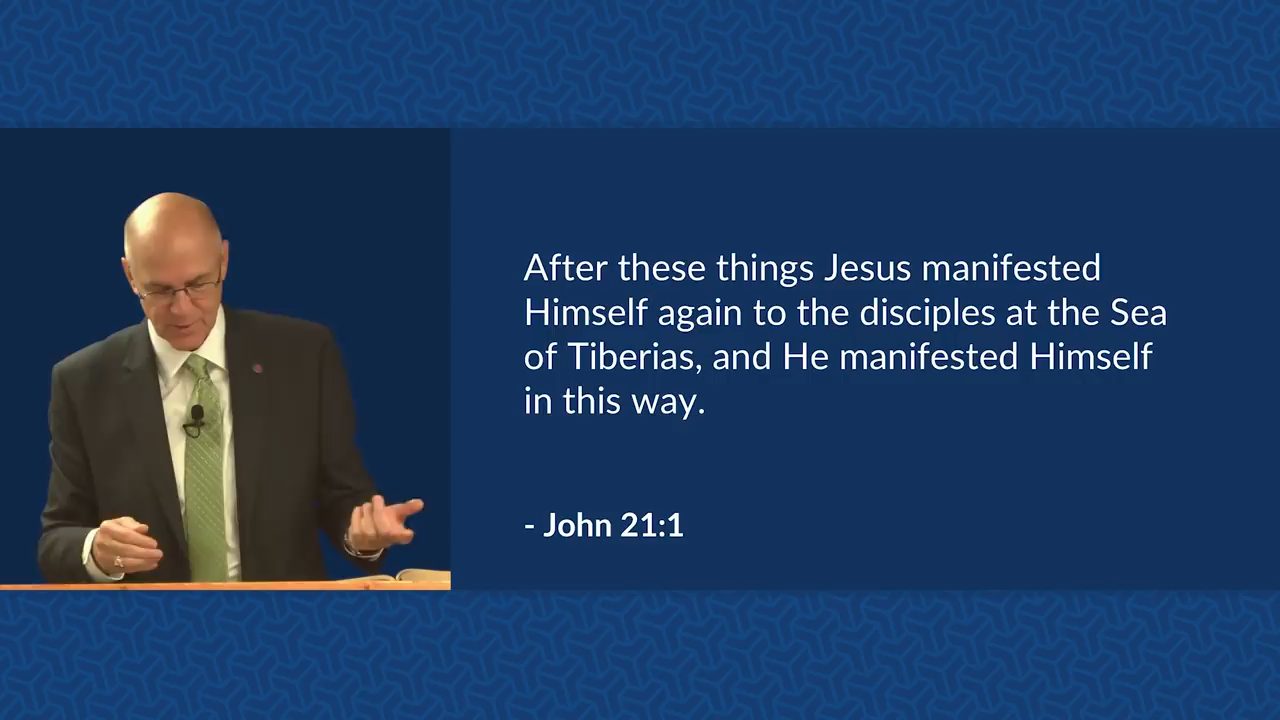 After these things Jesus manifested
Himself again to the disciples at the Sea
of Tiberias, and He manifested Himself
in this way.
- John 21:1